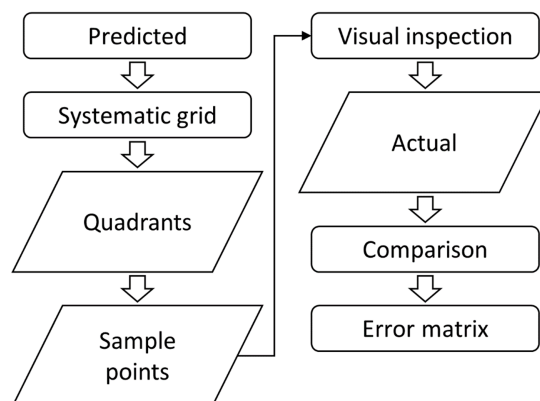 Predicted
Systematic grid
Quadrants
Sample
points
Visual inspection
Actual
Comparison
Error matrix